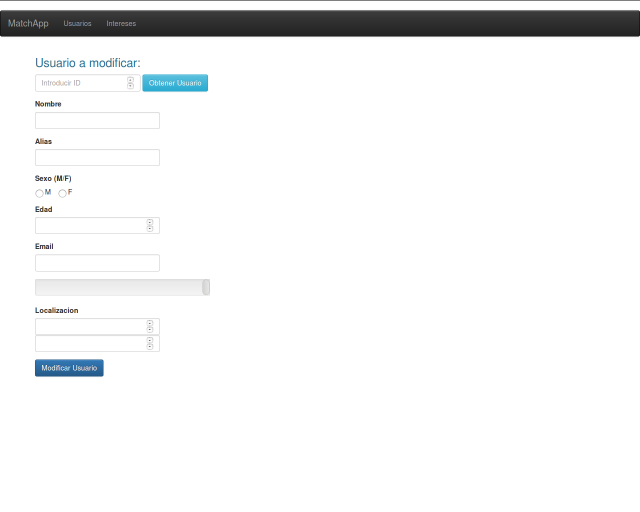 MatchApp Usuarios Intereses
Usuario a modificar:
Introducir ID Obtener Usuario
Nombre
Alias
Sexo (M/F)
M F
Edad
Email
Localizacion
Modificar Usuario